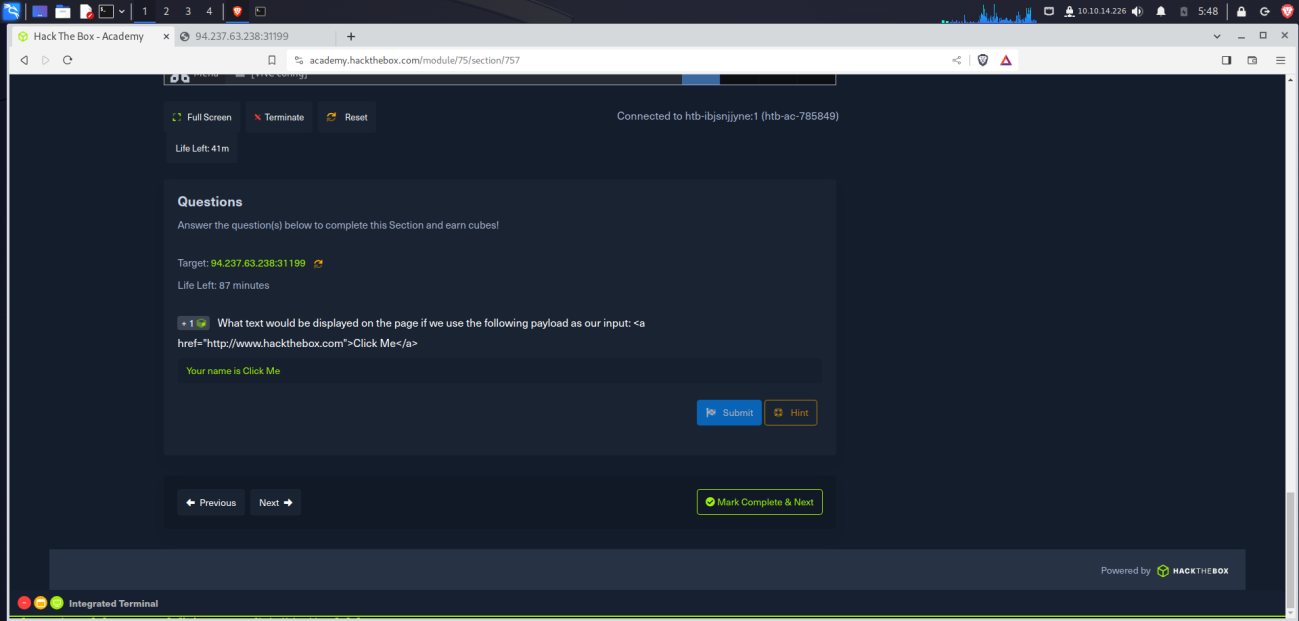 1 2 3 4 10.10.14.226 5:48
Hack The Box - Academy 94.237.63.238:31199
academy.hackthebox.com/module/75/section/757
Full Screen Terminate Reset Connected to htb-ibjsnjjyne:1 (htb-ac-785849)
Life Left: 41m
Questions
Answer the question(s) below to complete this Section and earn cubes!
Target: 94.237.63.238:31199
Life Left: 87 minutes
+ 1 What text would be displayed on the page if we use the following payload as our input: <a
href="http://www.hackthebox.com">Click Me</a>
Your name is Click Me
Submit Hint
Previous Next Mark Complete & Next
Powered by HACKTHEBOX
Integrated Terminal